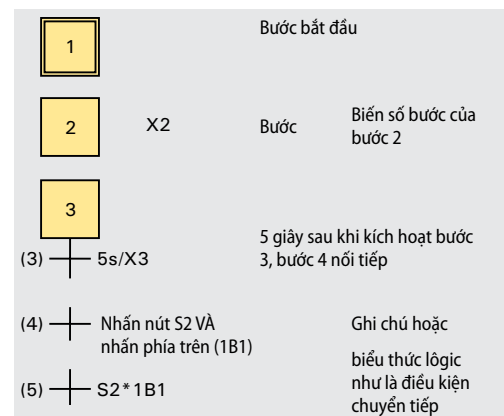 1 Bước bắt đầu
2 X2 Bước Biến số bước của
bước 2
3
5 giây sau khi kích hoạt bước
(3) 5s/X3 3, bước 4 nối tiếp
(4) Nhấn nút S2 VÀ Ghi chú hoặc
nhấn phía trên (1B1)
biểu thức lôgic
(5) S2*1B1 như là điều kiện
chuyển tiếp